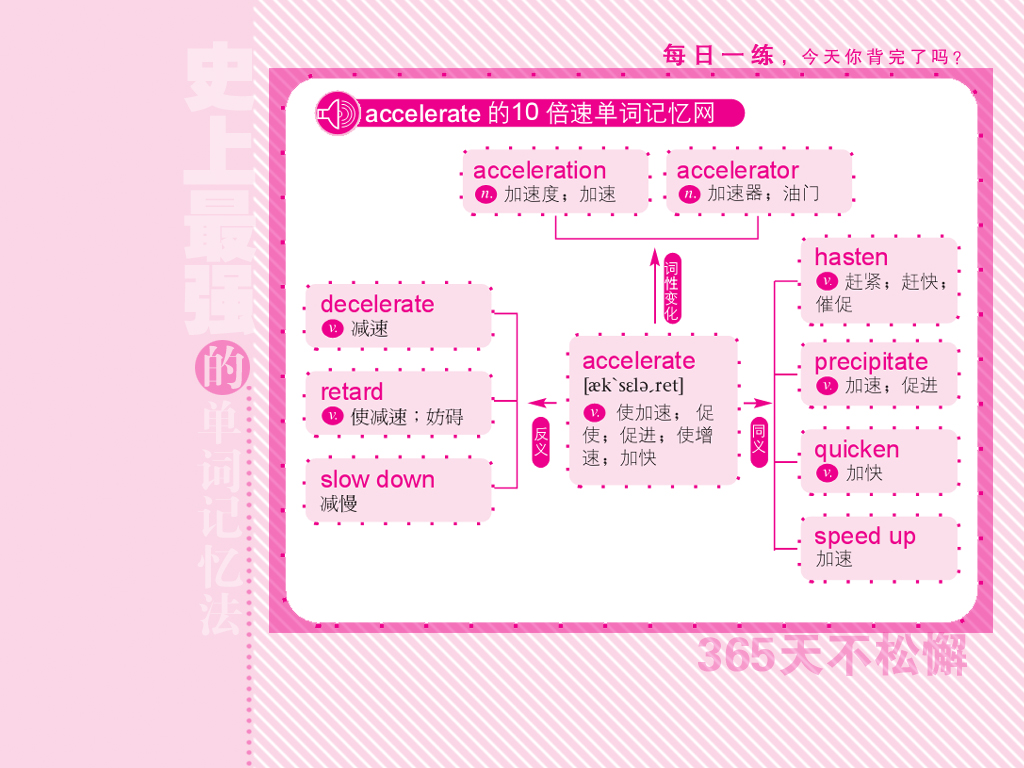 史上最强的单词记忆法
每日一练，今天你背完了吗?
accelerate 的10 倍速单词记忆网
acceleration
n. 加速度；加速
accelerator
n. 加速器；油门
词性变化
decelerate
v. 减速
retard
v. 使减速；妨碍
slow down
减慢
反义
accelerate
[æk`sɛlə,ret]
v. 使加速； 促
使；促进；使增
速；加快
同义
hasten
v. 赶紧；赶快；
催促
precipitate
v. 加速；促进
quicken
v. 加快
speed up
加速
365天不松懈